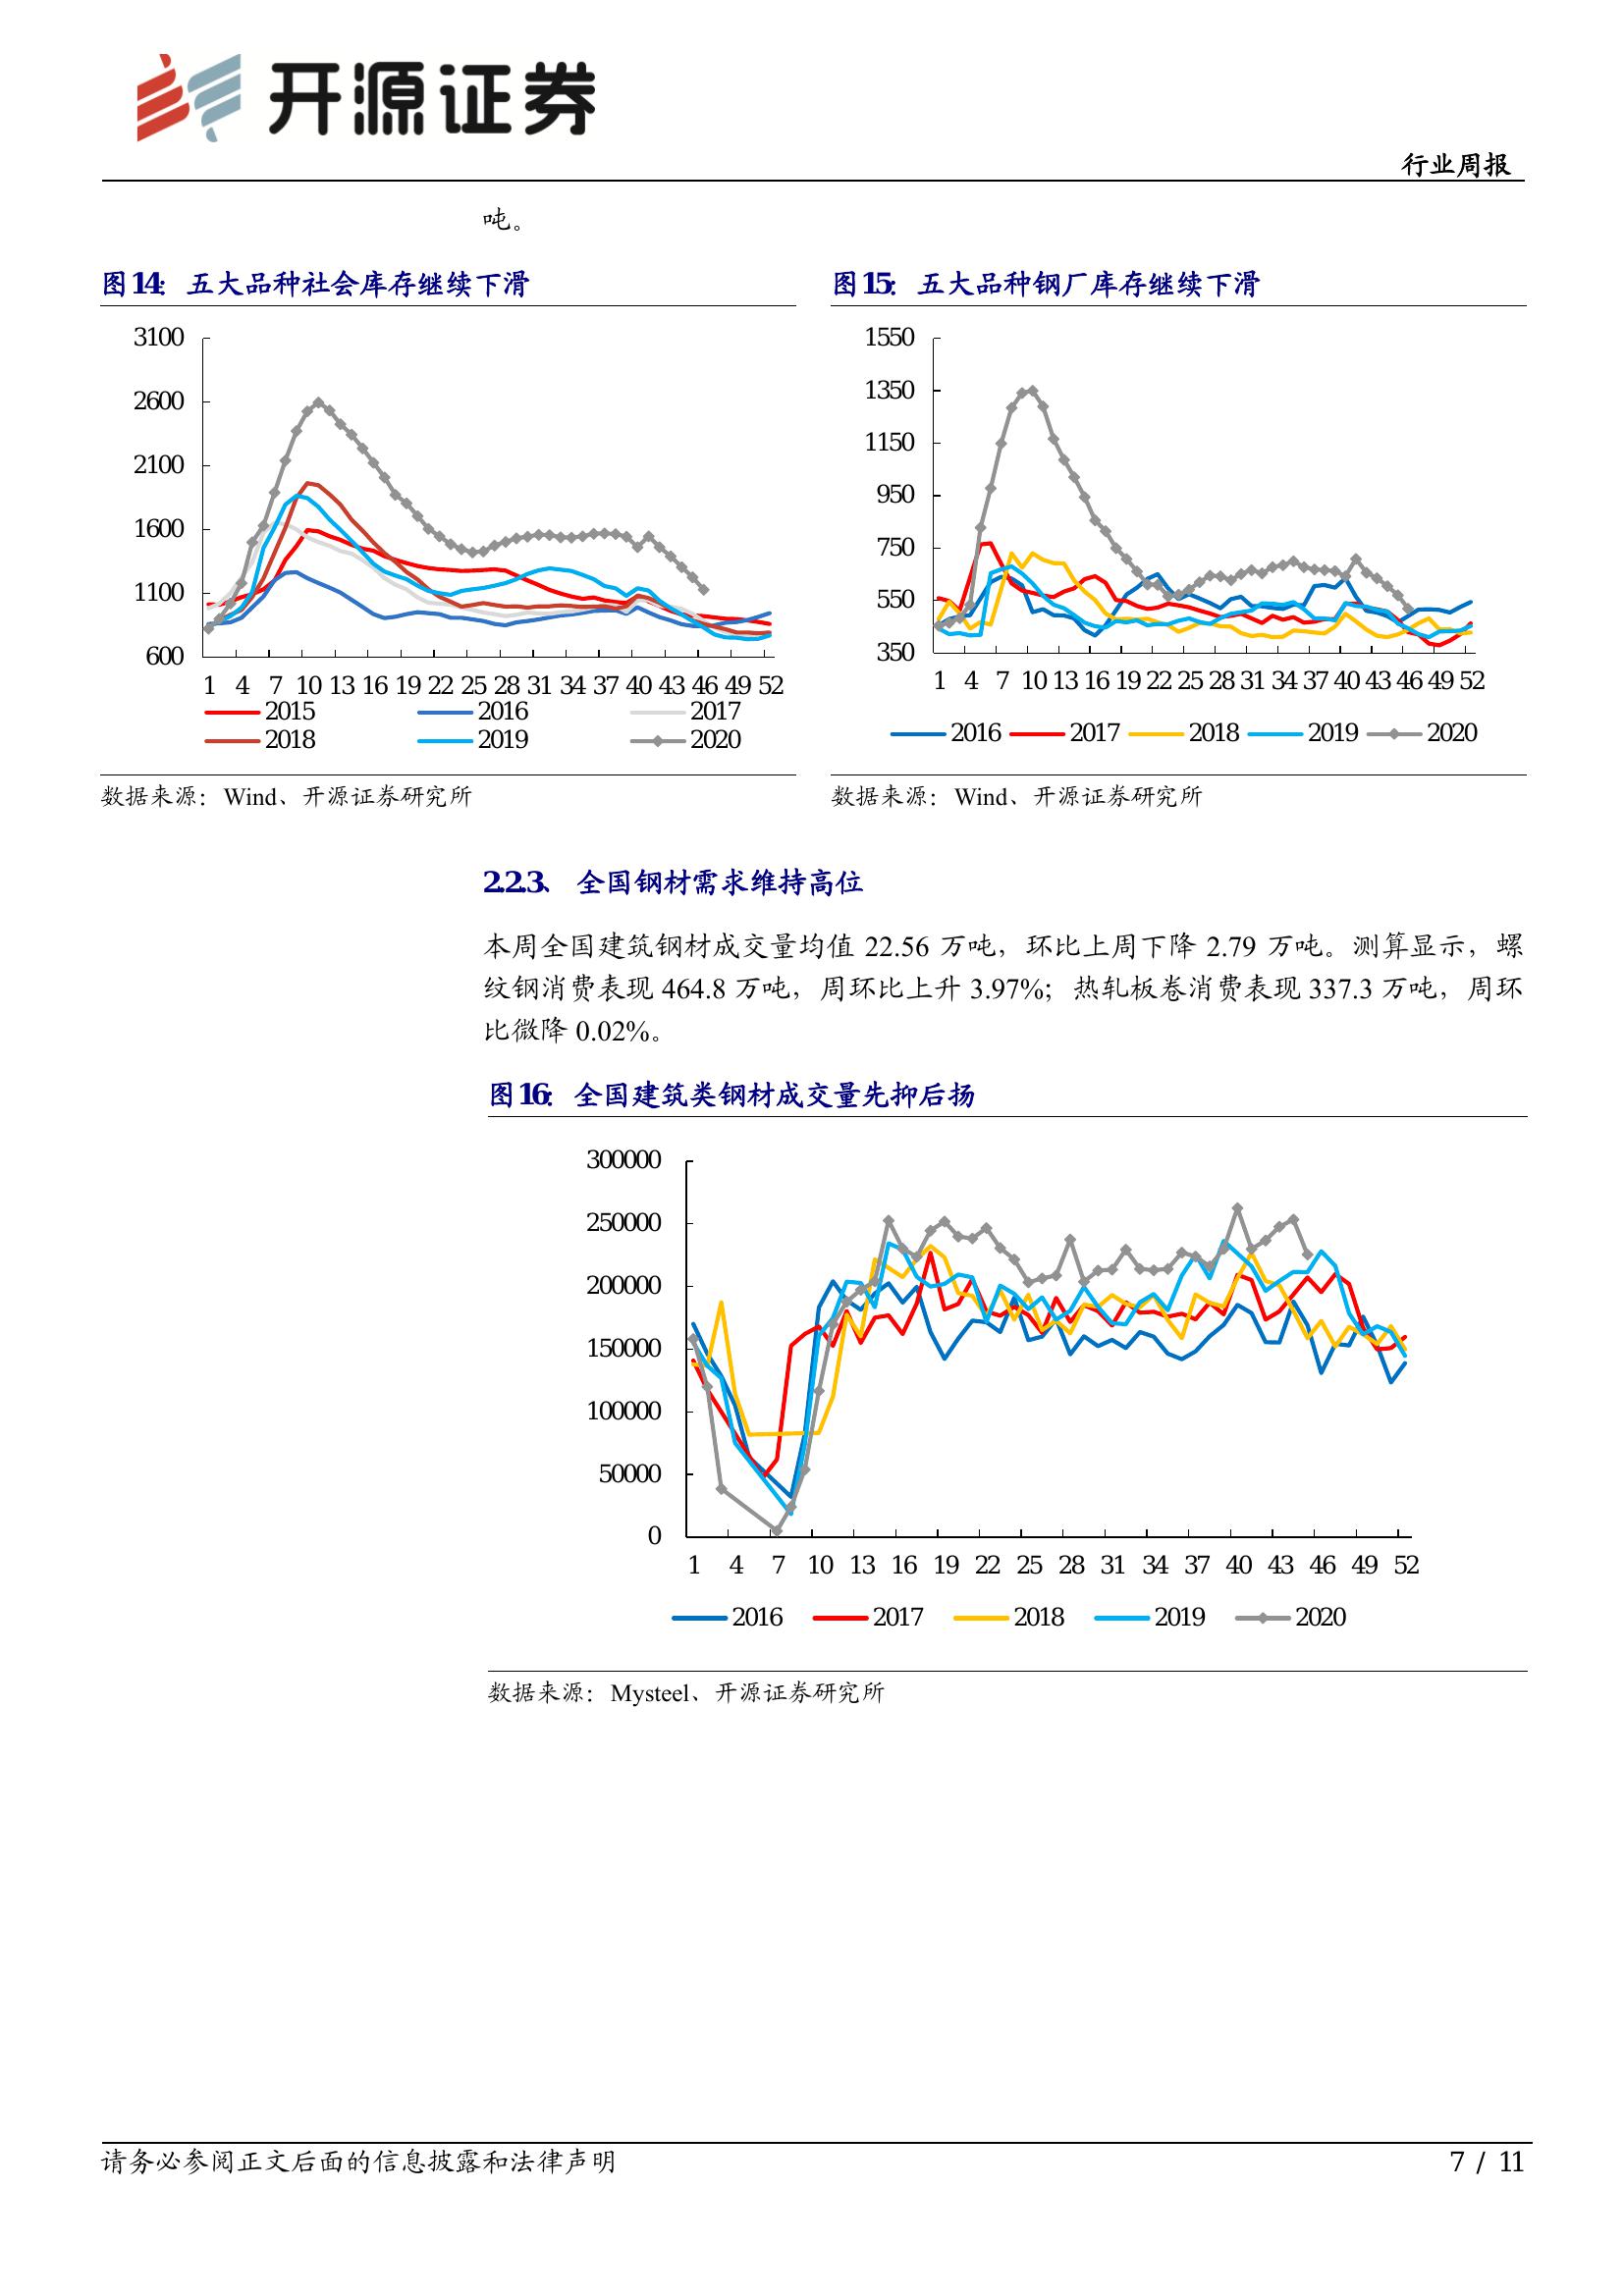 开源证券
行业周报
吨。
图14：五大品种社会库存继续下滑
3100
2600
2100
1600
1100
600
1 4 7 10 13 16 19 22 25 28 31 34 37 40 43 46 49 52
2015 2016 2017
2018 2019 2020
数据来源：Wind、开源证券研究所
图15：五大品种钢厂库存继续下滑
1550
1350
1150
950
750
550
350
1 4 7 10 13 16 19 22 25 28 31 34 37 40 43 46 49 52
2016 2017 2018 2019 2020
数据来源：Wind、开源证券研究所
2.2.3、 全国钢材需求维持高位
本周全国建筑钢材成交量均值 22.56 万吨，环比上周下降 2.79 万吨。测算显示，螺
纹钢消费表现 464.8 万吨，周环比上升 3.97%；热轧板卷消费表现 337.3 万吨，周环
比微降 0.02%。
图16：全国建筑类钢材成交量先抑后扬
300000
250000
200000
150000
100000
50000
0
1 4 7 10 13 16 19 22 25 28 31 34 37 40 43 46 49 52
2016 2017 2018 2019 2020
数据来源：Mysteel、开源证券研究所
请务必参阅正文后面的信息披露和法律声明
7 / 11